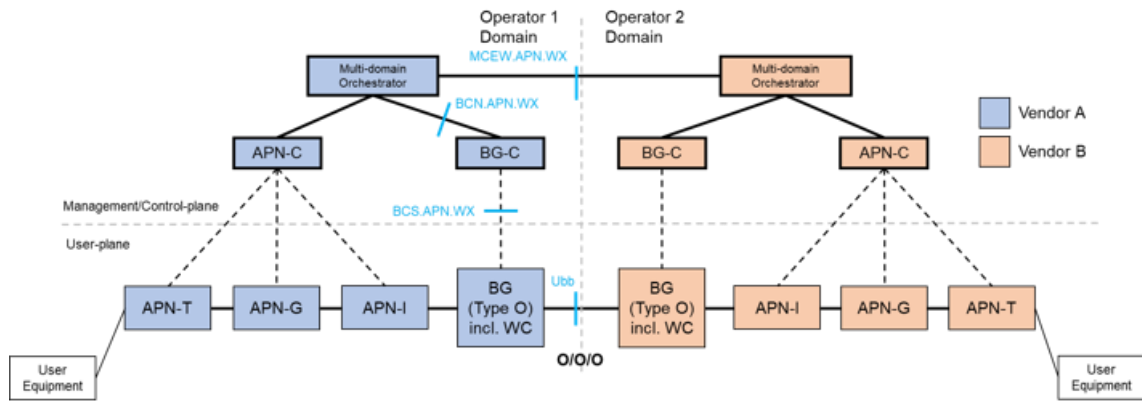 Operator 1
Domain
Operator 2
Domain
MCEW.APN.WX
Multi-domain
Orchestrator
Multi-domain
Orchestrator
BCN.APN.WX
Vendor A
Vendor B
APN-C
BG-C
BG-C
APN-C
Management/Control-plane
BCS.APN.WX
User-plane
Ubb
APN-T
APN-G
APN-I
BG
(Type O)
incl. WC
BG
(Type O)
incl. WC
APN-I
APN-G
APN-T
O/O/O
User
Equipment
User
Equipment